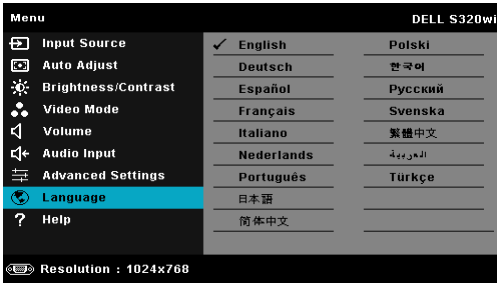 Menu
DELL S320wi
Input Source
Auto Adjust
Brightness/Contrast
Video Mode
Volume
Audio Input
Advanced Settings
Language
Help
English
Deutsch
Español
Français
Italiano
Nederlands
Português
日本語
简体中文
Polski
한국어
Русский
Svenska
繁體中文
العربية
Türkçe
Resolution : 1024x768